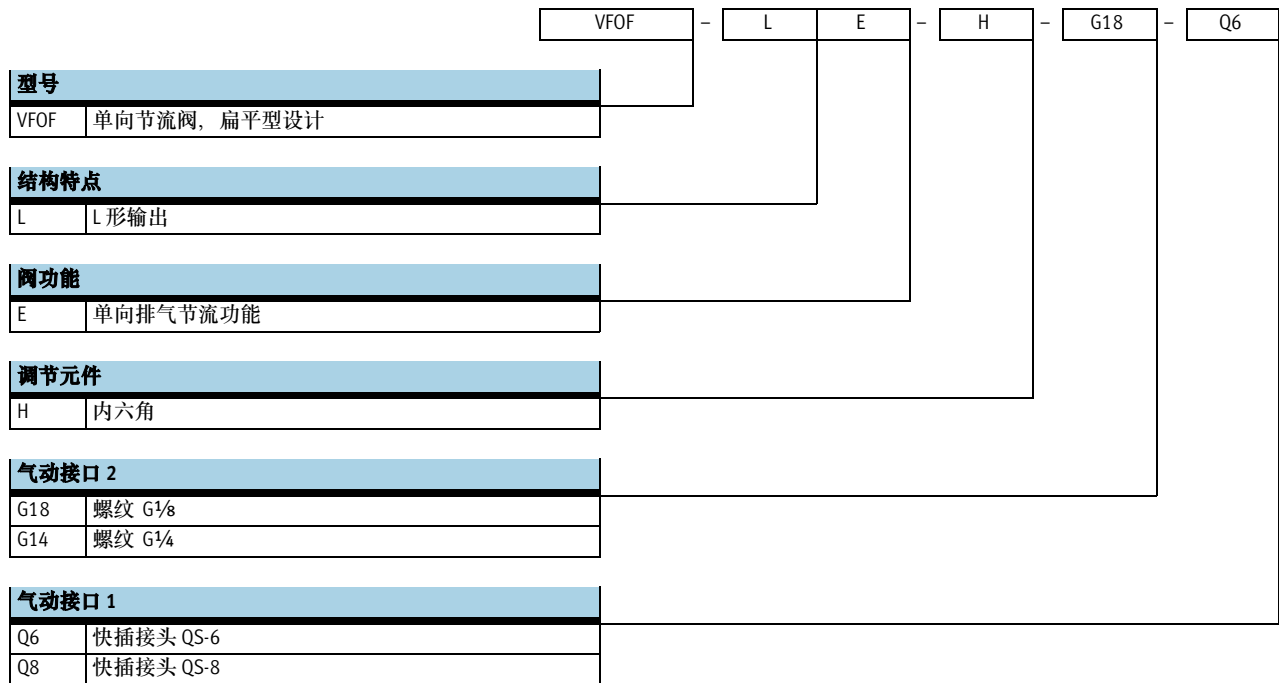 VFOF – L E – H – G18 – Q6
型号
VFOF 单向节流阀，扁平型设计
结构特点
L L 形输出
阀功能
E 单向排气节流功能
调节元件
H 内六角
气动接口 2
G18 螺纹 G⅛
G14 螺纹 G¼
气动接口 1
Q6 快插接头 QS-6
Q8 快插接头 QS-8